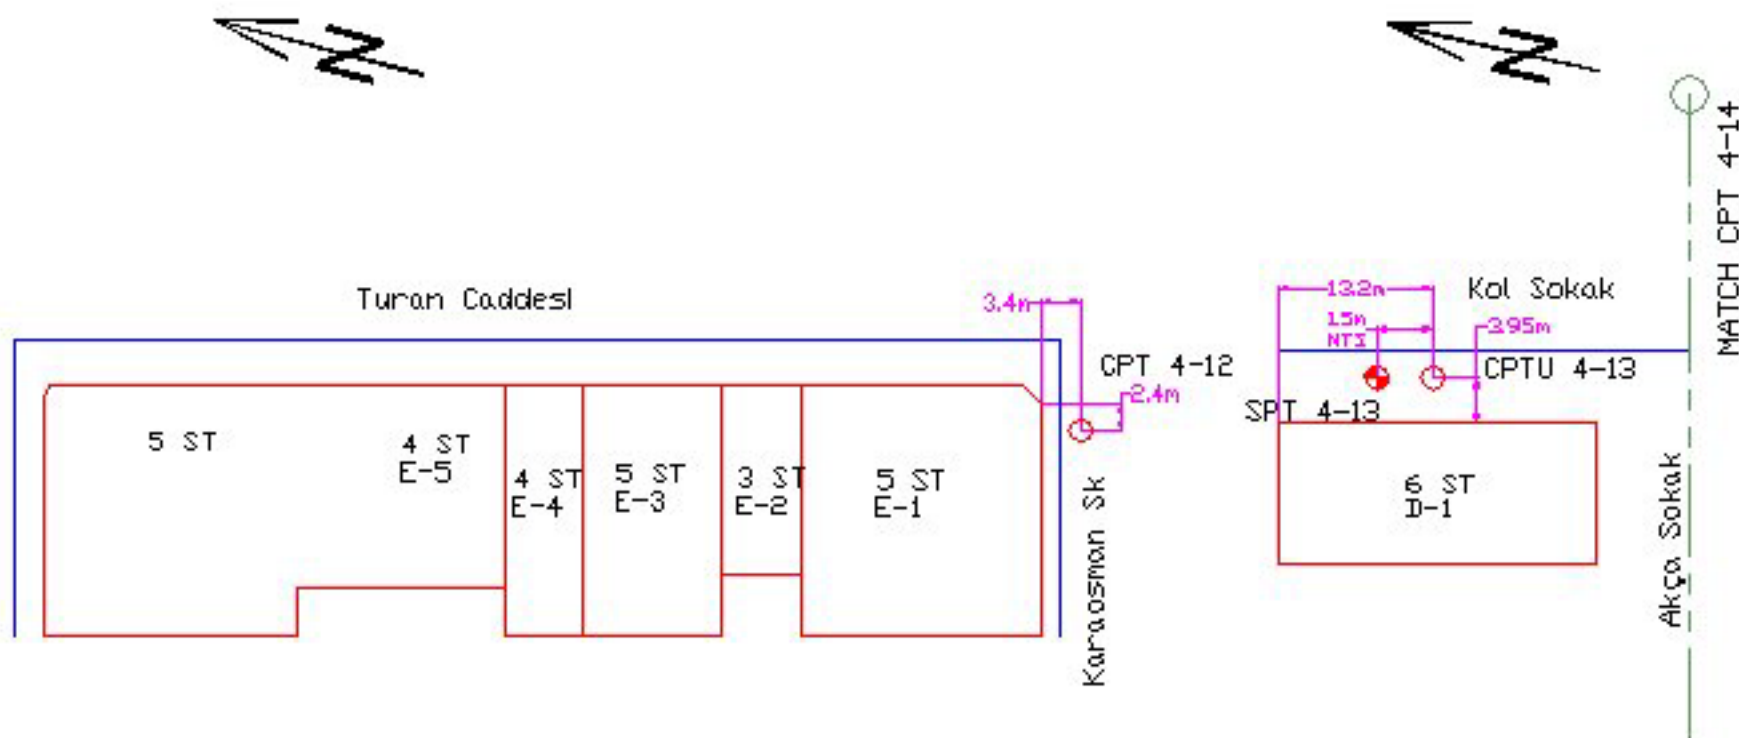 N
N
MATCH CPT 4-14
Turan Caddesi
3.4m
13.2m
Kol Sokak
1.5m
NTS
3.95m
CPT 4-12
CPTU 4-13
2.4m
SPT 4-13
5 ST
4 ST
E-5
4 ST
E-4
5 ST
E-3
3 ST
E-2
5 ST
E-1
Karaosman Sk
6 ST
D-1
Akça Sokak